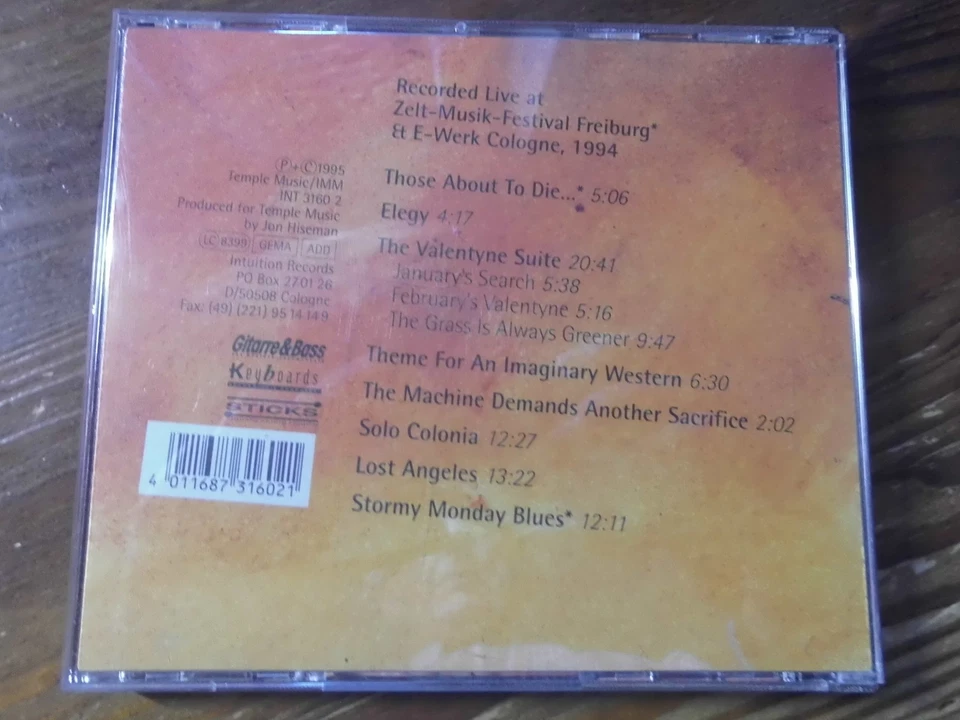 Recorded Live at
Zelt-Musik-Festival Freiburg*
& E-Werk Cologne, 1994
Those About To Die...* 5:06
Elegy 4:17
The Valentyne Suite 20:41
January's Search 5:38
February's Valentyne 5:16
The Grass Is Always Greener 9:47
Theme For An Imaginary Western 6:30
The Machine Demands Another Sacrifice 2:02
Solo Colonia 12:27
Lost Angeles 13:22
Stormy Monday Blues* 12:11
Ⓟ+Ⓒ1995
Temple Music/IMM
INT 3160 2
Produced for Temple Music
by Jon Hiseman
LC 8399 GEMA ADD
Intuition Records
PO Box 27 01 26
D/50508 Cologne
Fax: (49) (221) 95 14 14 9
Gitarre&Bass
Keyboards
STICKS
4 011687 316021